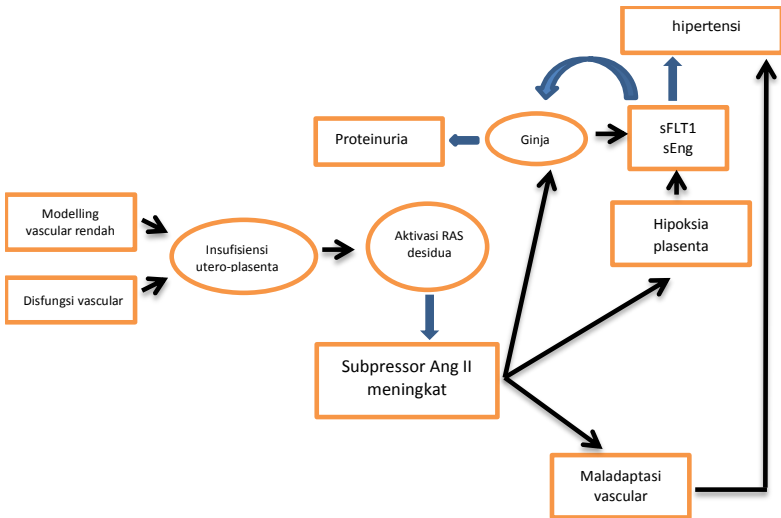 hipertensi
Proteinuria
Ginja
sFLT1
sEng
Modelling
vascular rendah
Insufisiensi
utero-plasenta
Aktivasi RAS
desidua
Hipoksia
plasenta
Disfungsi vascular
Subpressor Ang II
meningkat
Maladaptasi
vascular